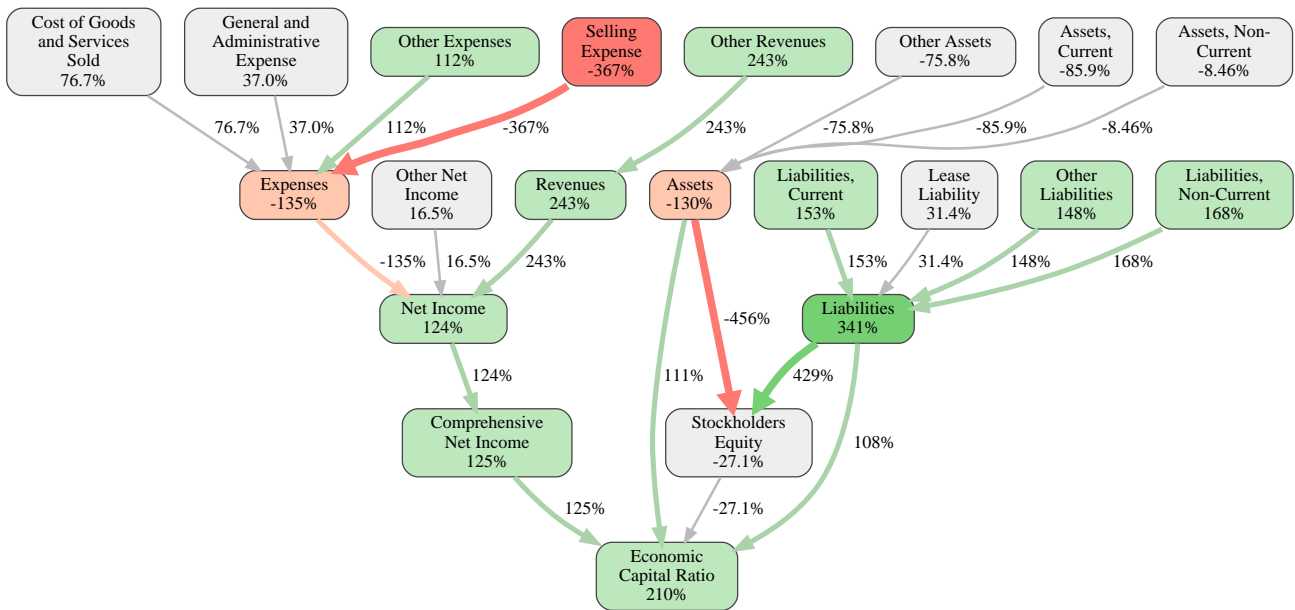 Cost of Goods
and Services
Sold
76.7%
General and
Administrative
Expense
37.0%
Other Expenses
112%
Selling
Expense
-367%
Other Revenues
243%
Other Assets
-75.8%
Assets,
Current
-85.9%
Assets, Non-
Current
-8.46%
76.7%
37.0%
112%
-367%
243%
-75.8%
-85.9%
-8.46%
Expenses
-135%
Other Net
Income
16.5%
Revenues
243%
Assets
-130%
Liabilities,
Current
153%
Lease
Liability
31.4%
Other
Liabilities
148%
Liabilities,
Non-Current
168%
-135%
16.5%
243%
153%
31.4%
148%
168%
Net Income
124%
-456%
Liabilities
341%
124%
111%
429%
Comprehensive
Net Income
125%
Stockholders
Equity
-27.1%
108%
125%
-27.1%
Economic
Capital Ratio
210%